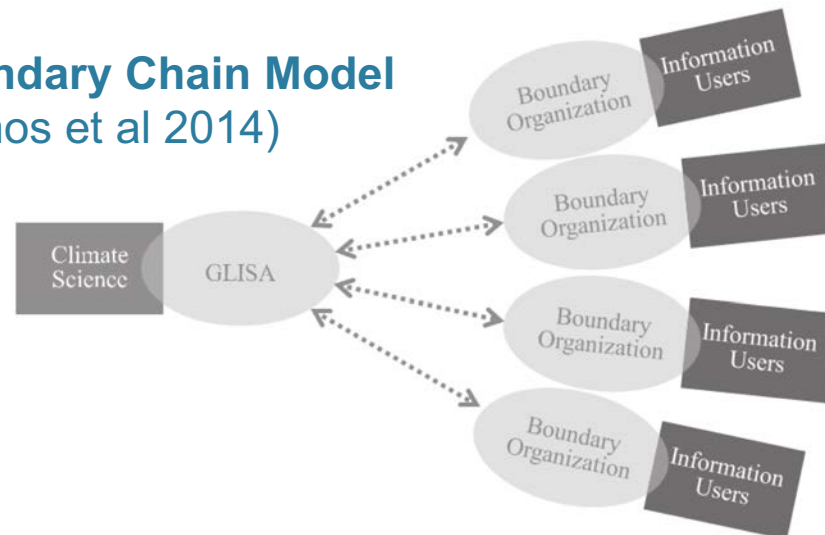 ndary Chain Model
nos et al 2014)
Climate
Science
GLISA
Boundary
Organization
Information
Users
Boundary
Organization
Information
Users
Boundary
Organization
Information
Users
Boundary
Organization
Information
Users